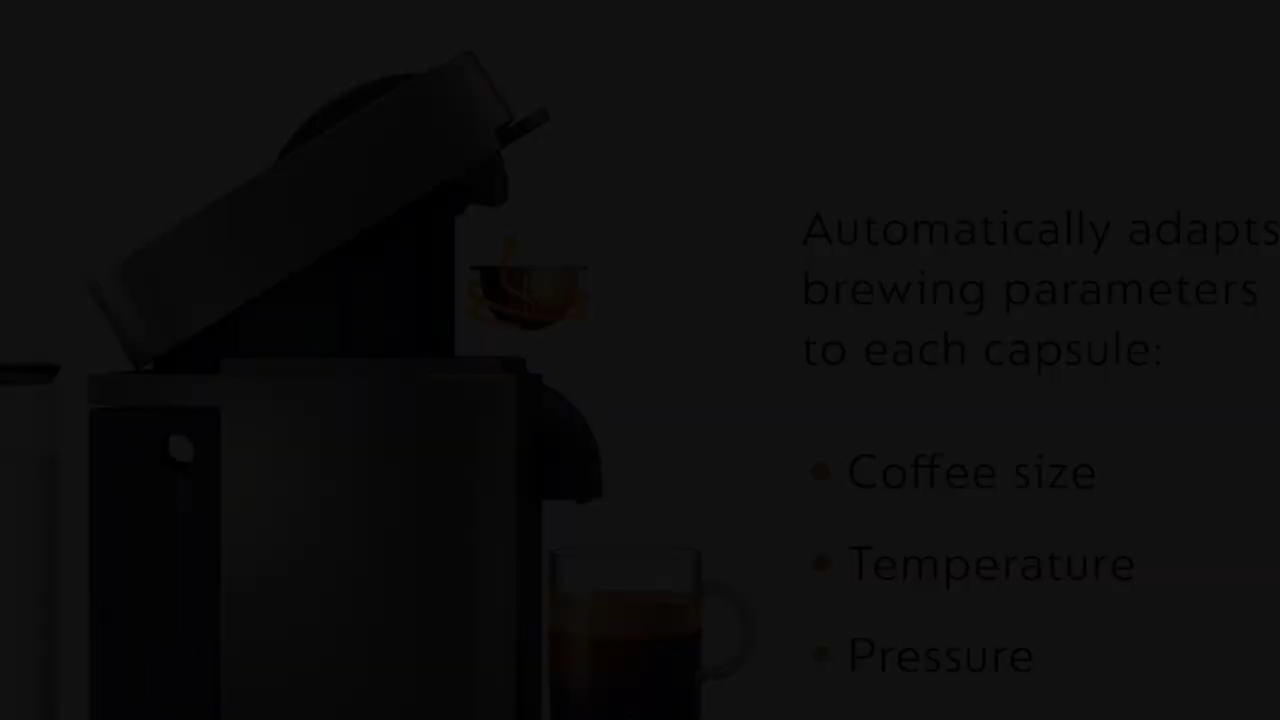 Automatically adapts
brewing parameters
to each capsule:
Coffee size
Temperature
Pressure